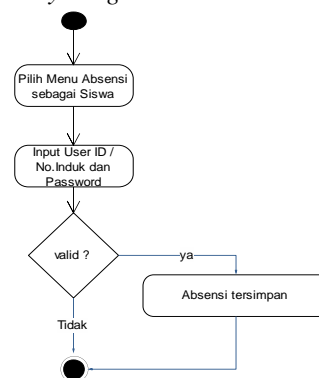 Pilih Menu Absensi
sebagai Siswa
Input User ID /
No.Induk dan
Password
valid ?
ya
Absensi tersimpan
Tidak